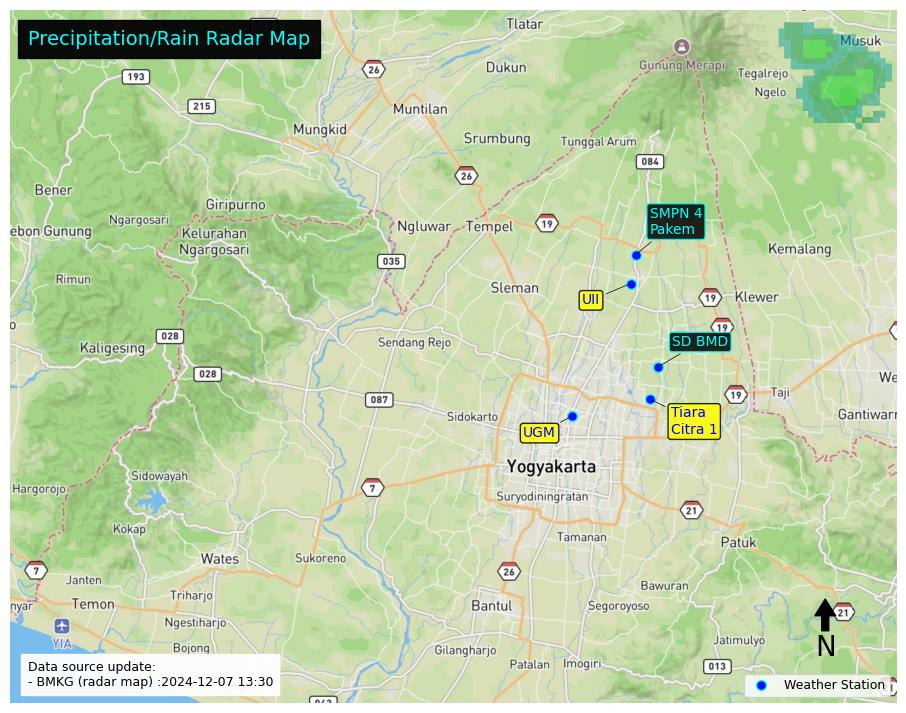 Precipitation/Rain Radar Map
Tlatar
Musuk
Gunung Merapi
Tegalrejo
Ngelo
26
Dukun
193
215
Muntilan
Mungkid
Srumbung
Tunggal Arum
084
26
Bener
Giripurno
Ngargosari
ebon Gunung
Kelurahan
Ngargosari
Ngluwar
Tempel
19
SMPN 4
Pakem
Kemalang
035
Rimun
Sleman
UII
19
Klewer
19
028
Kaligesing
Sendang Rejo
SD BMD
028
We
087
19
Taji
Sidokarto
Tiara
Citra 1
Gantiwarn
UGM
Yogyakarta
Sidowayah
Hargorojo
7
Suryodiningratan
21
Kokap
Tamanan
Patuk
Wates
Sukoreno
7
26
Janten
Triharjo
Bawuran
nyar
Temon
Bantul
Segoroyoso
21
Ngestiharjo
YIA
Bojong
Gilangharjo
Jatimulyo
N
Patalan
Imogiri
013
Data source update:
- BMKG (radar map) :2024-12-07 13:30
Weather Station